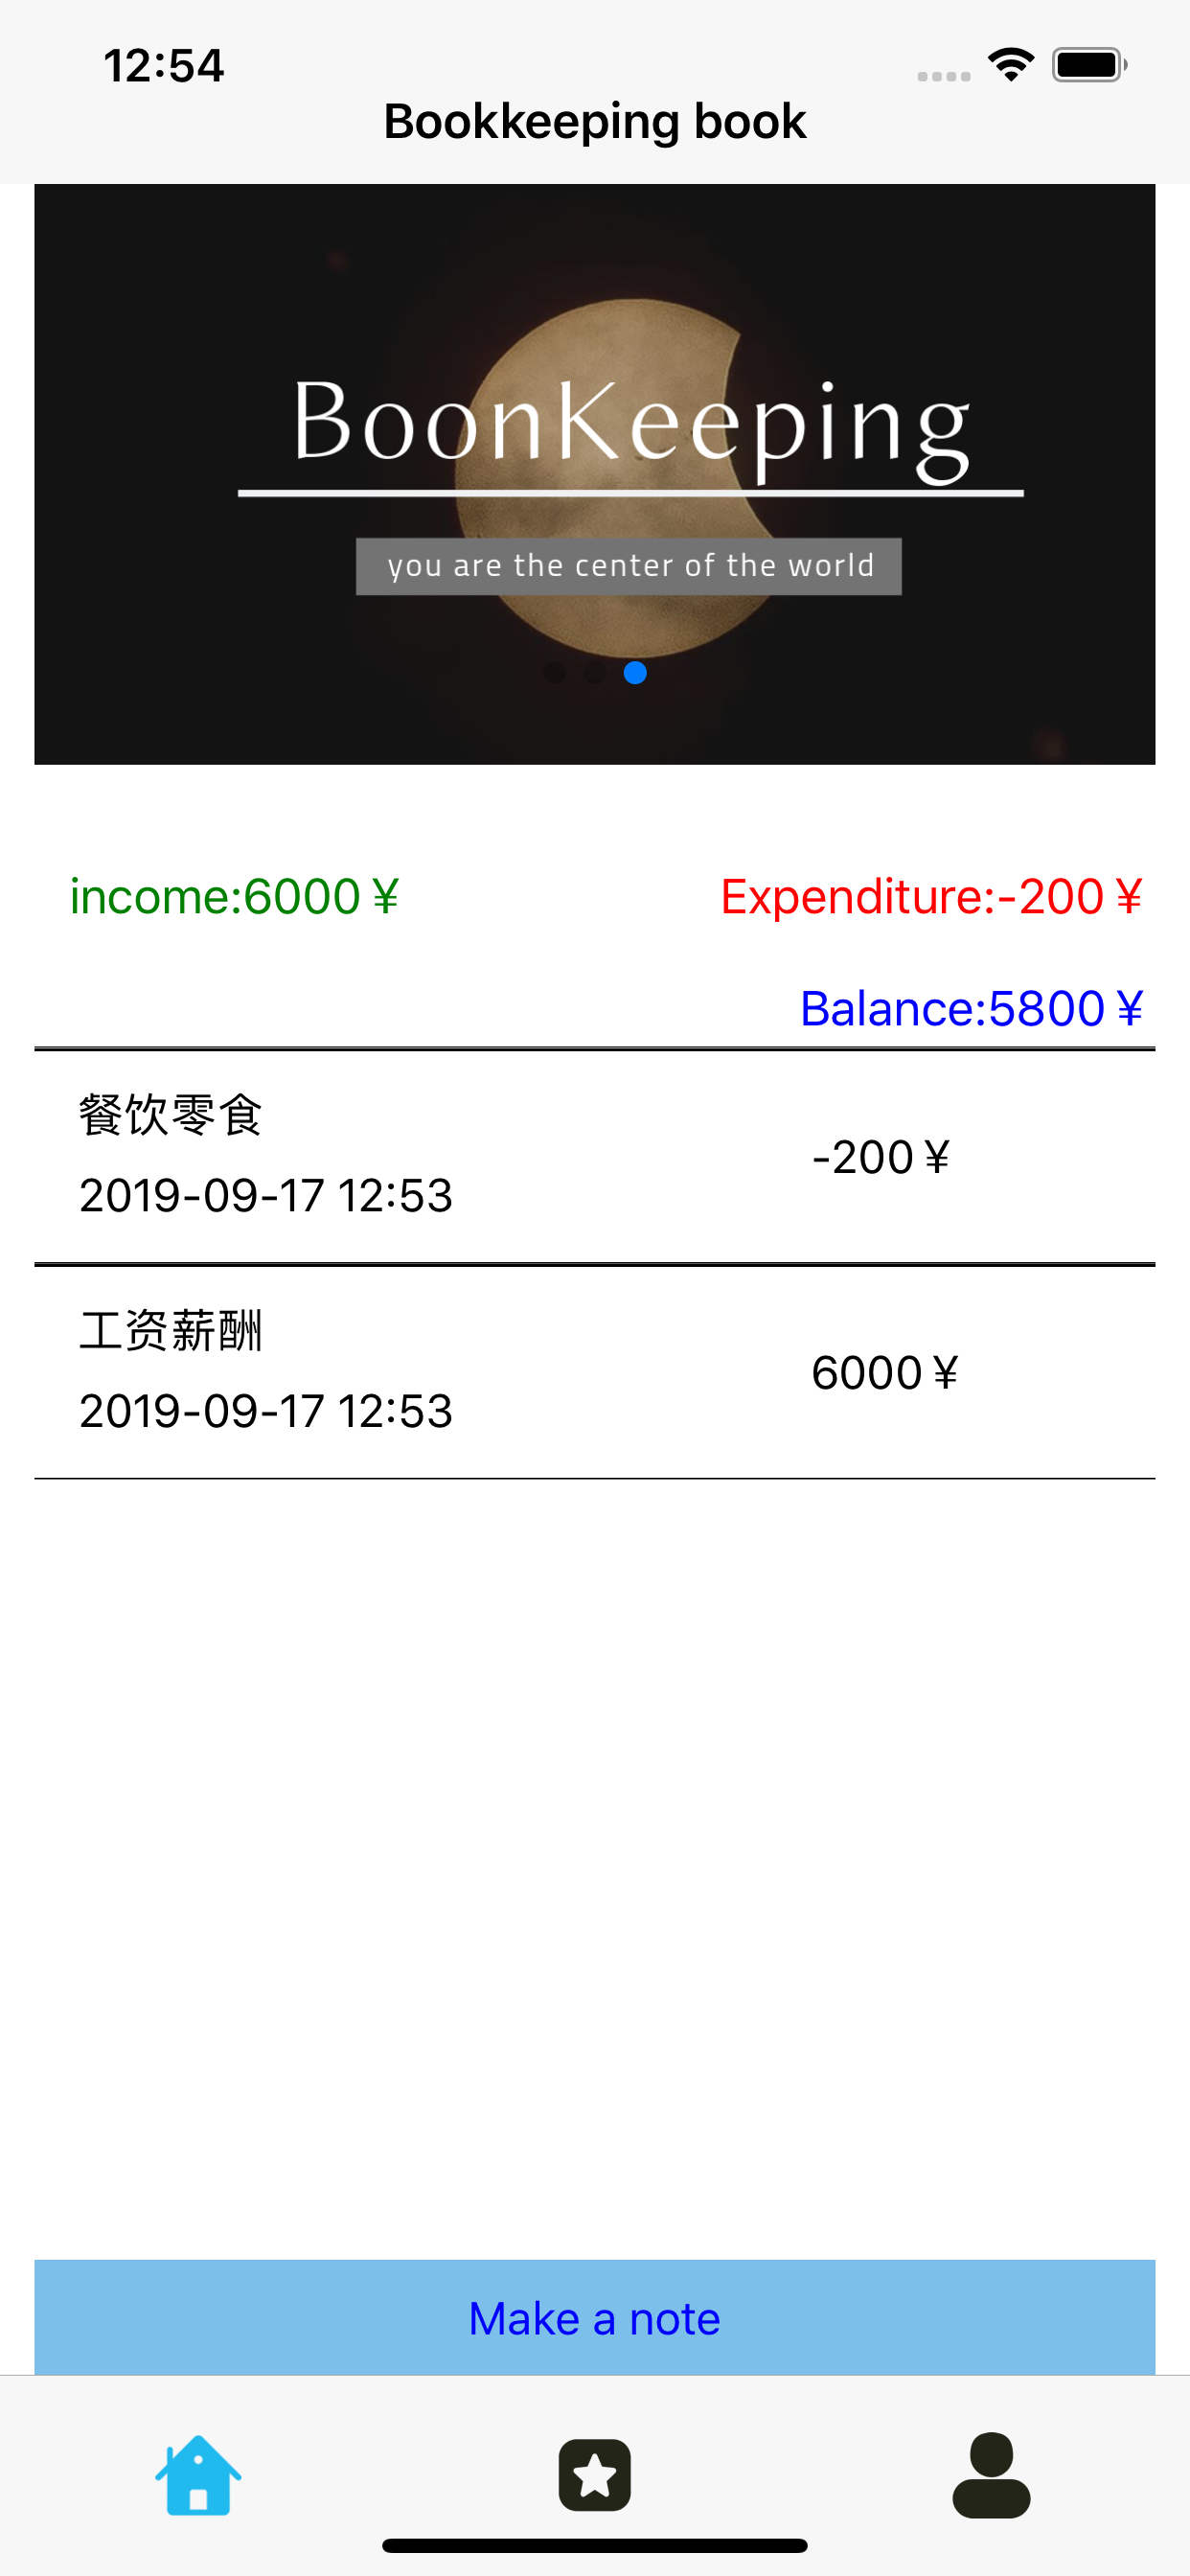 12:54
Bookkeeping book
BoonKeeping
you are the center of the world
income:6000￥
Expenditure:-200￥
Balance:5800￥
餐饮零食
-200￥
2019-09-17 12:53
工资薪酬
6000￥
2019-09-17 12:53
Make a note